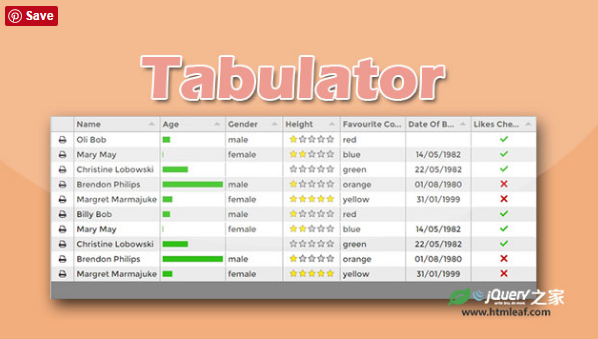 Save
Tabulator
Name Age Gender Height Favourite Co... Date Of B... Likes Che...
Oli Bob male red
Mary May female blue 14/05/1982
Christine Lobowski green 22/05/1982
Brendon Philips male orange 01/08/1980
Margret Marmajuke female yellow 31/01/1999
Billy Bob male red
Mary May female blue 14/05/1982
Christine Lobowski green 22/05/1982
Brendon Philips male orange 01/08/1980
Margret Marmajuke female yellow 31/01/1999
jQuery之家
www.htmleaf.com